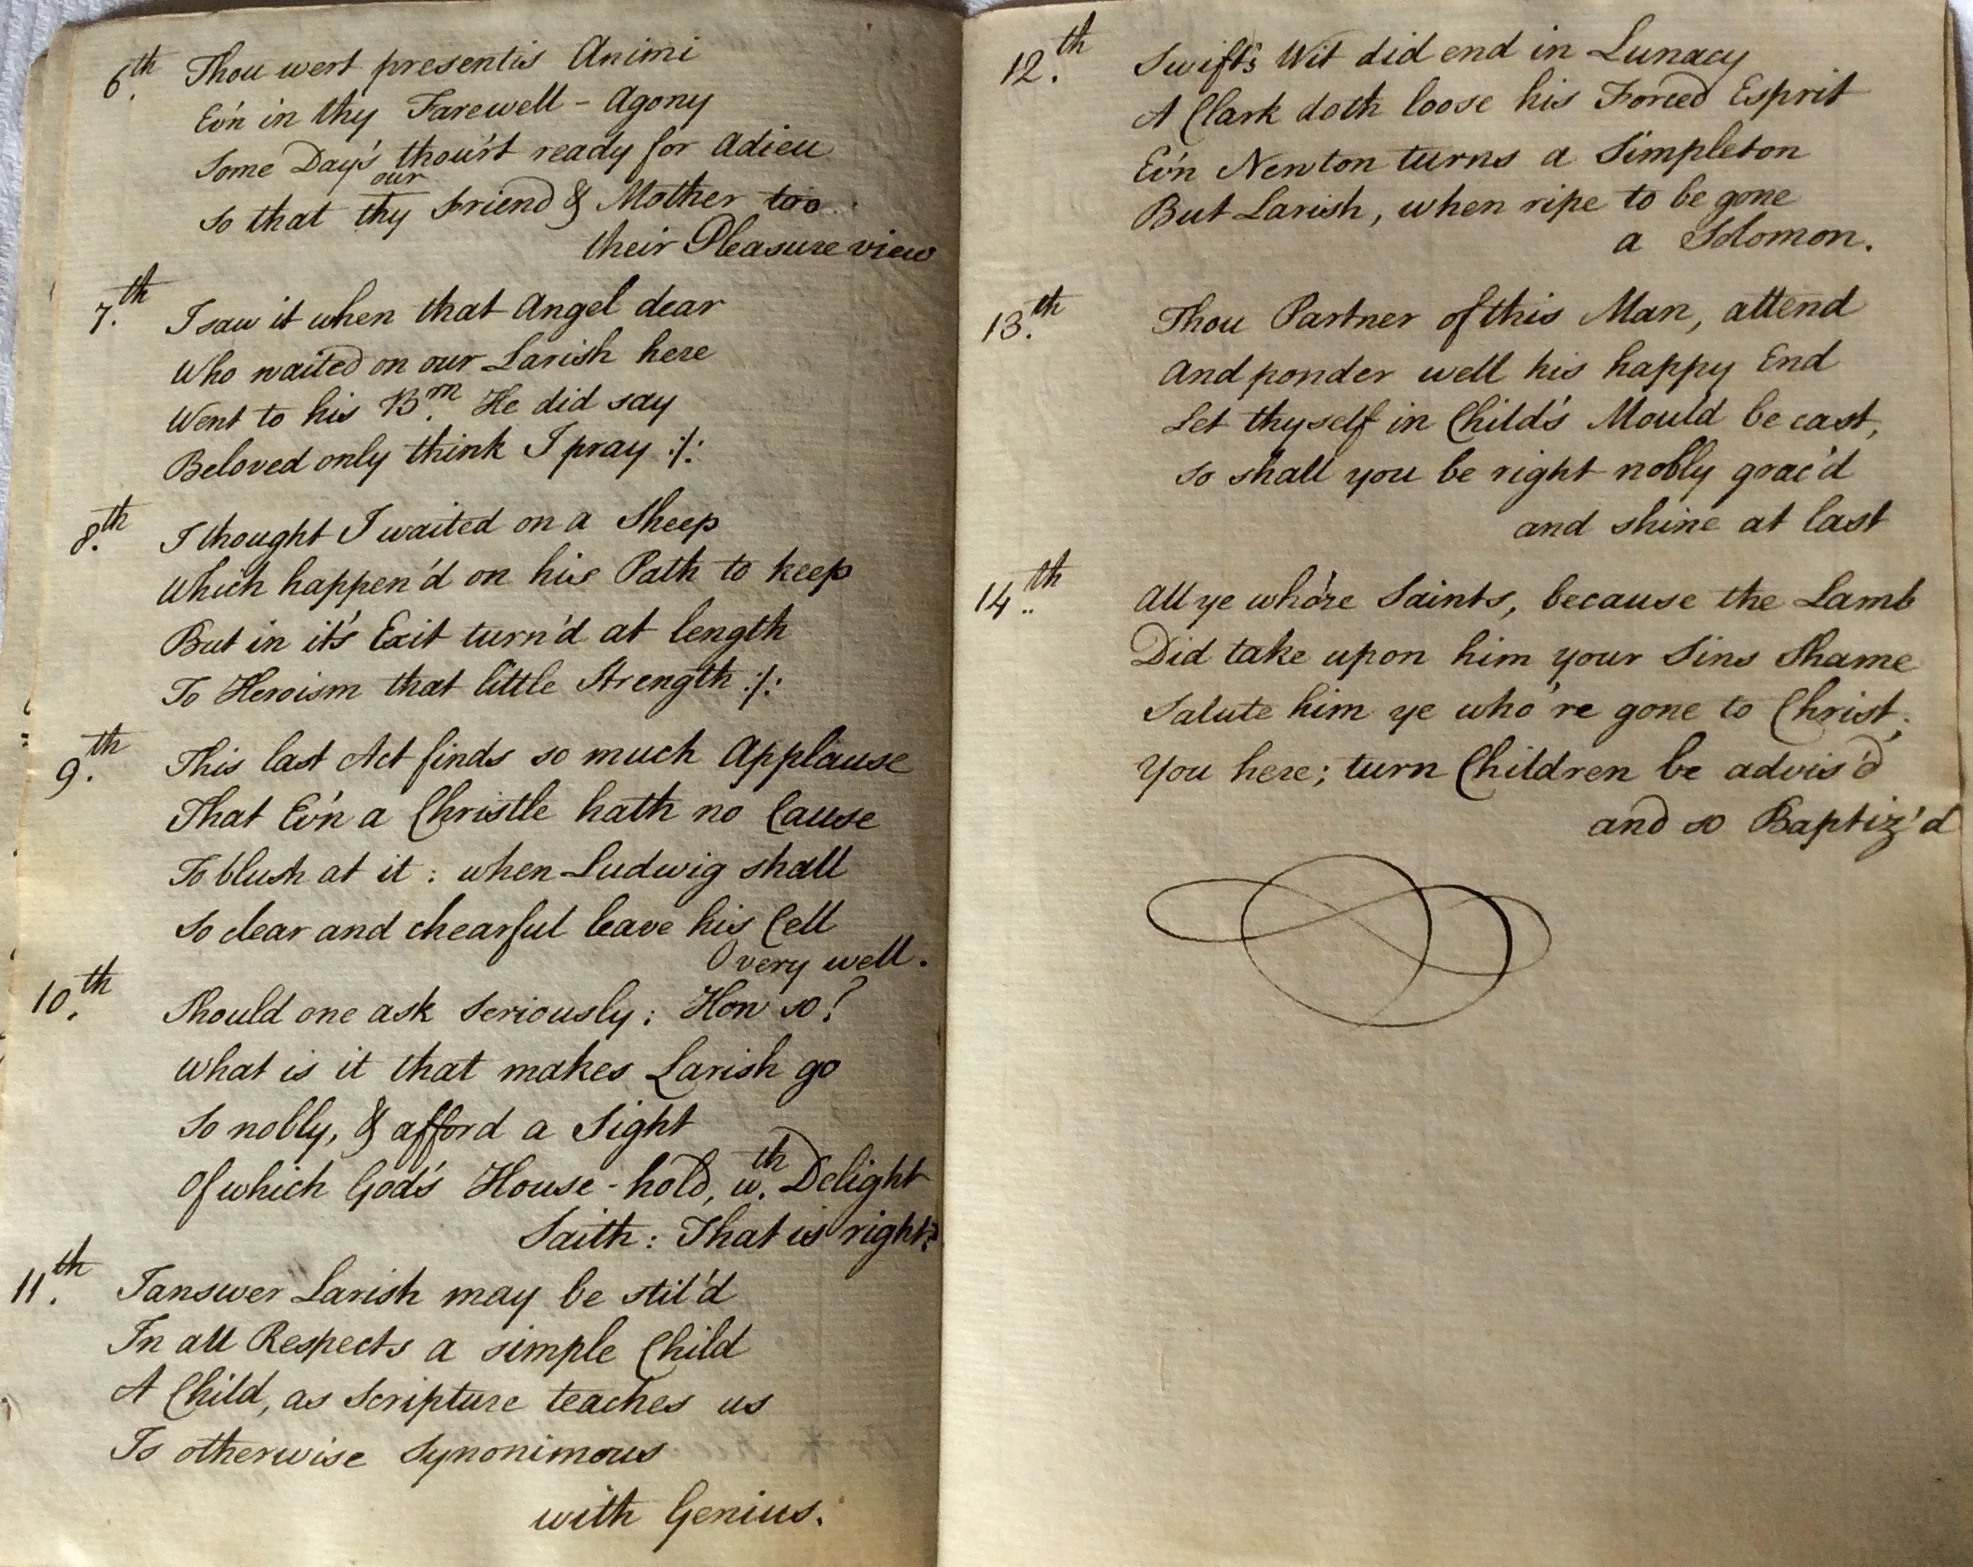 6th. Thou wert presentis Animi
Ev'n in thy Farewell - Agony
Some Day's thou'rt ready for Adieu
our
So that thy Friend & Mother too
their Pleasure view
7.th I saw it when that Angel dear
Who waited on our Larish here
Went to his Bm. He did say
Beloved only think I pray :/:
8.th I thought I waited on a Sheep
Which happen'd on his Path to keep
But in it's Exit turn'd at length
To Heroism that little Strength :/:
9.th This last Act finds so much Applause
That Ev'n a Christle hath no Cause
To blush at it : when Ludwig shall
So clear and chearful leave his Cell
O very well.
10.th Should one ask seriously : How so?
What is it that makes Larish go
So nobly, & afford a Sight
Of which God's House-hold, w.th Delight
Saith : That is right?
11.th I answer Larish may be stil'd
In all Respects a simple Child
A Child, as Scripture teaches us
Is otherwise Synonimous
with Genius.
12.th Swift's Wit did end in Lunacy
A Clark doth loose his Forced Esprit
Ev'n Newton turns a Simpleton
But Larish, when ripe to be gone
a Solomon.
13.th Thou Partner of this Man, attend
And ponder well his happy End
Let thyself in Child's Mould be cast,
So shall you be right nobly grac'd
and shine at last
14..th All ye who're Saints, because the Lamb
Did take upon him your Sins Shame
Salute him ye who're gone to Christ;
You here; turn Children be advis'd
and so Baptiz'd